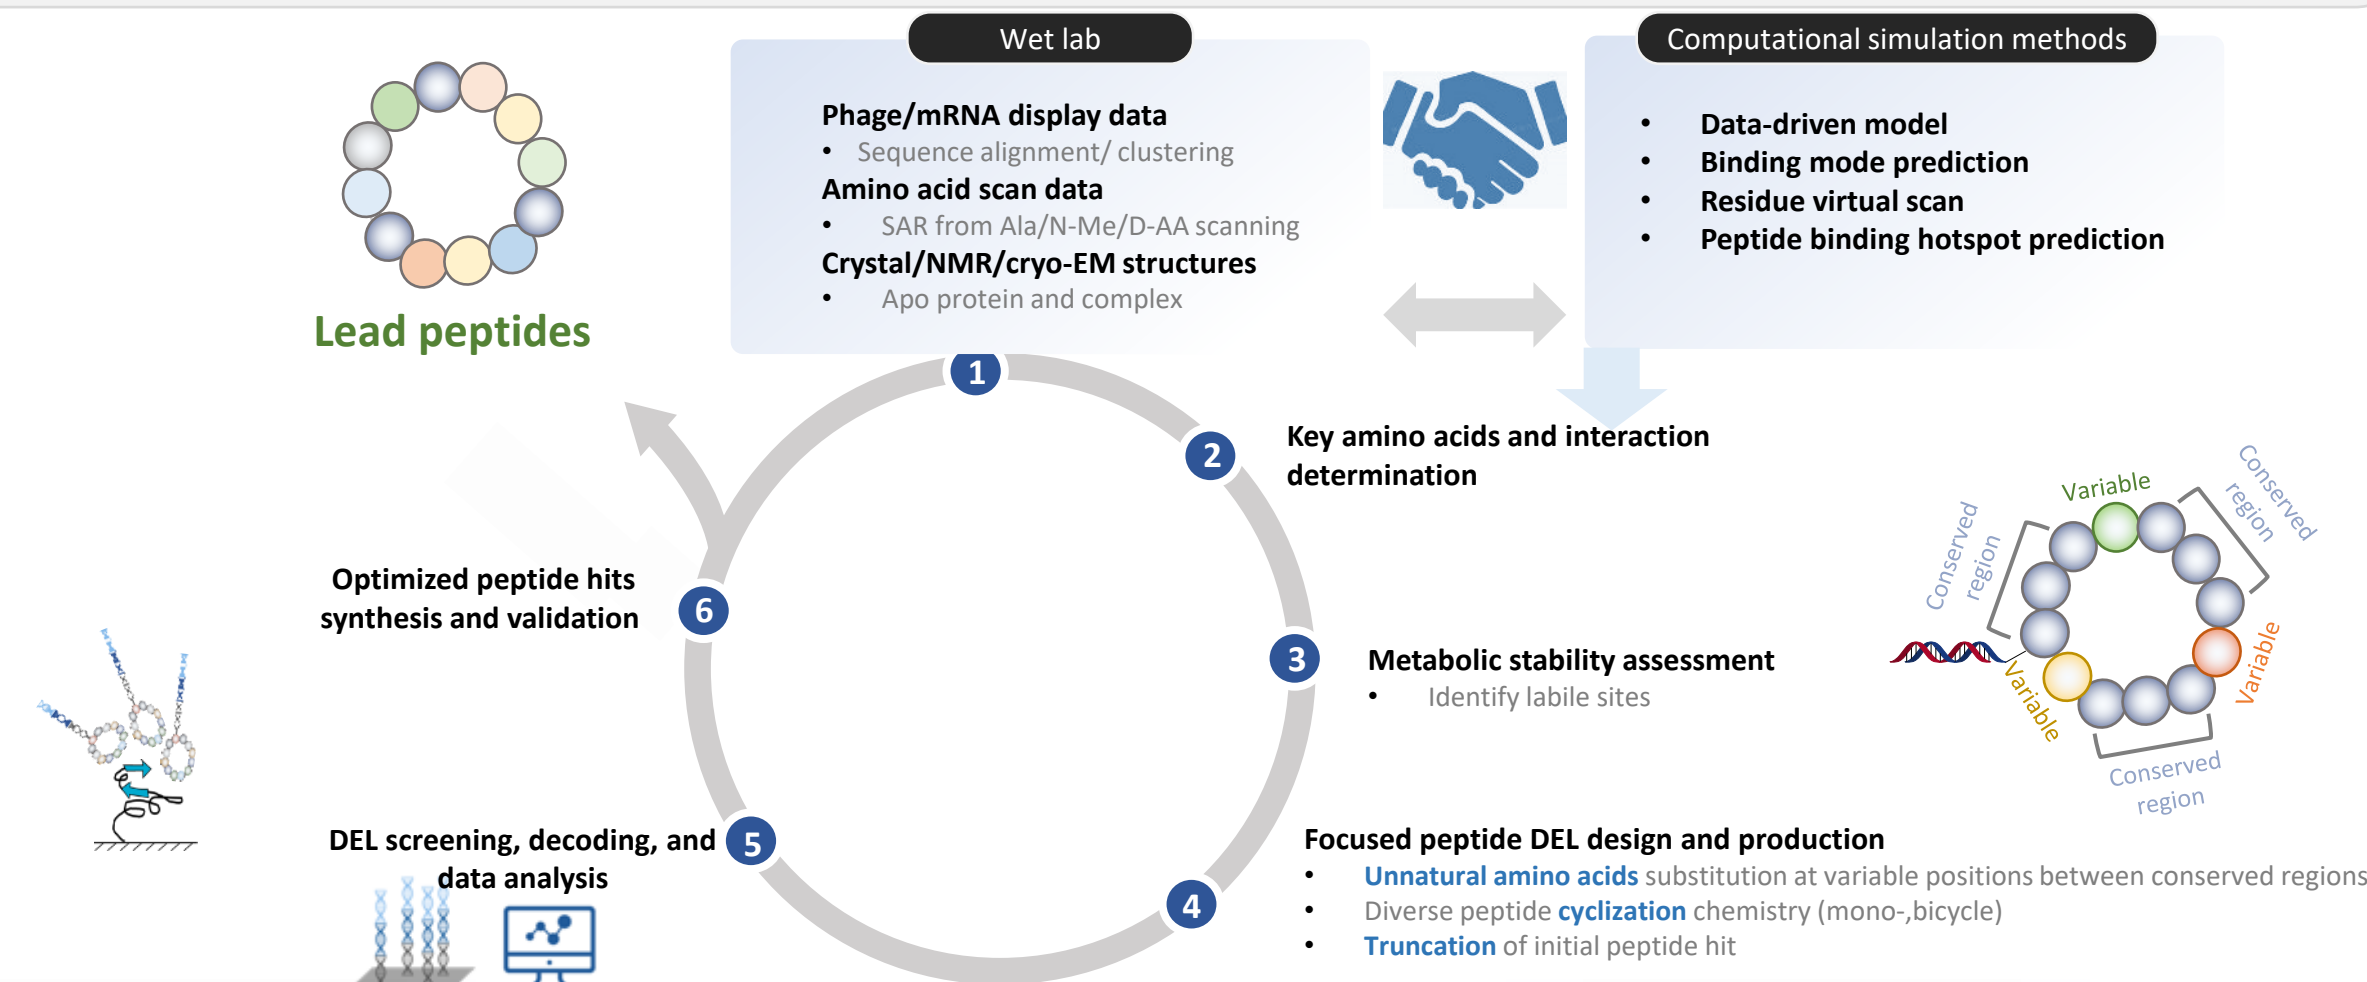 Wet lab
Computational simulation methods
Phage/mRNA display data
• Sequence alignment/ clustering
Amino acid scan data
• SAR from Ala/N-Me/D-AA scanning
Crystal/NMR/cryo-EM structures
• Apo protein and complex
• Data-driven model
• Binding mode prediction
• Residue virtual scan
• Peptide binding hotspot prediction
Lead peptides
1
2
Key amino acids and interaction
determination
3
Metabolic stability assessment
• Identify labile sites
Variable
Conserved
region
Conserved
region
Variable
Variable
Conserved
region
4
Focused peptide DEL design and production
• Unnatural amino acids substitution at variable positions between conserved regions
• Diverse peptide cyclization chemistry (mono-,bicycle)
• Truncation of initial peptide hit
5
DEL screening, decoding, and
data analysis
6
Optimized peptide hits
synthesis and validation